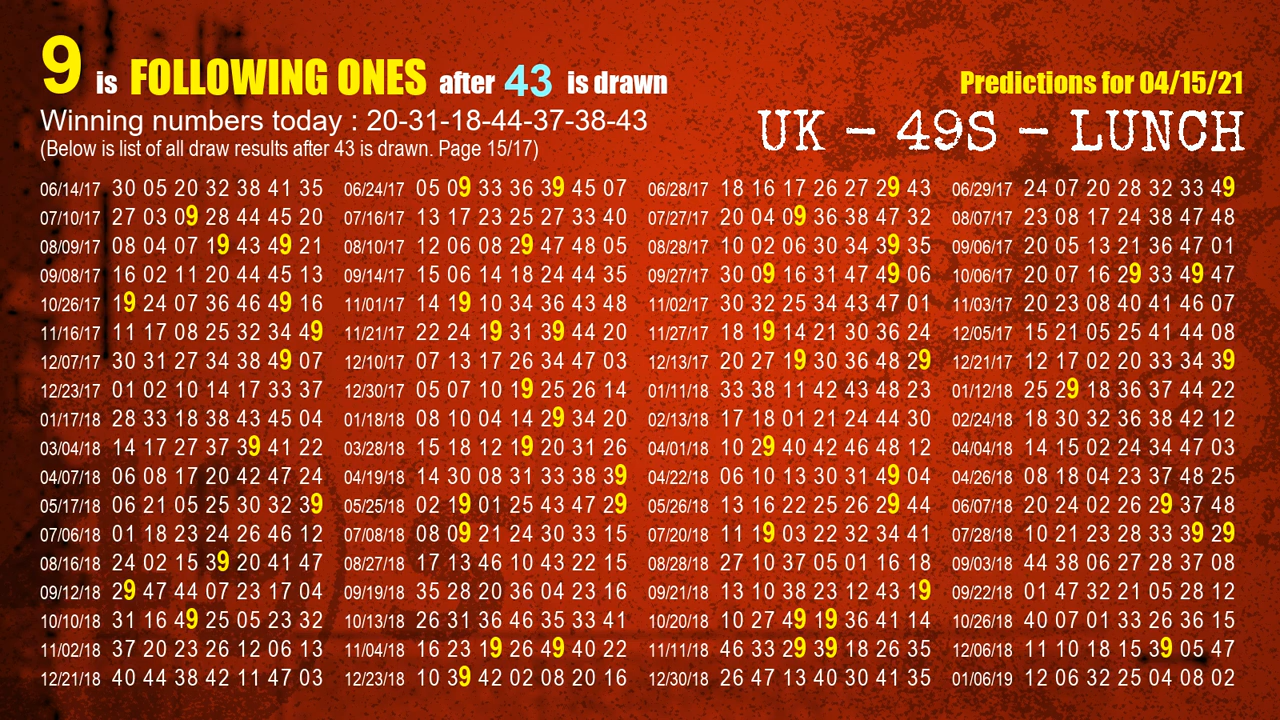 9 is FOLLOWING ONES after 43 is drawn
Predictions for 04/15/21
Winning numbers today : 20-31-18-44-37-38-43
UK - 49S - LUNCH
(Below is list of all draw results after 43 is drawn. Page 15/17)
06/14/17 30 05 20 32 38 41 35 06/24/17 05 09 33 36 39 45 07 06/28/17 18 16 17 26 27 29 43 06/29/17 24 07 20 28 32 33 49
07/10/17 27 03 09 28 44 45 20 07/16/17 13 17 23 25 27 33 40 07/27/17 20 04 09 36 38 47 32 08/07/17 23 08 17 24 38 47 48
08/09/17 08 04 07 19 43 49 21 08/10/17 12 06 08 29 47 48 05 08/28/17 10 02 06 30 34 39 35 09/06/17 20 05 13 21 36 47 01
09/08/17 16 02 11 20 44 45 13 09/14/17 15 06 14 18 24 44 35 09/27/17 30 09 16 31 47 49 06 10/06/17 20 07 16 29 33 49 47
10/26/17 19 24 07 36 46 49 16 11/01/17 14 19 10 34 36 43 48 11/02/17 30 32 25 34 43 47 01 11/03/17 20 23 08 40 41 46 07
11/16/17 11 17 08 25 32 34 49 11/21/17 22 24 19 31 39 44 20 11/27/17 18 19 14 21 30 36 24 12/05/17 15 21 05 25 41 44 08
12/07/17 30 31 27 34 38 49 07 12/10/17 07 13 17 26 34 47 03 12/13/17 20 27 19 30 36 48 29 12/21/17 12 17 02 20 33 34 39
12/23/17 01 02 10 14 17 33 37 12/30/17 05 07 10 19 25 26 14 01/11/18 33 38 11 42 43 48 23 01/12/18 25 29 18 36 37 44 22
01/17/18 28 33 18 38 43 45 04 01/18/18 08 10 04 14 29 34 20 02/13/18 17 18 01 21 24 44 30 02/24/18 18 30 32 36 38 42 12
03/04/18 14 17 27 37 39 41 22 03/28/18 15 18 12 19 20 31 26 04/01/18 10 29 40 42 46 48 12 04/04/18 14 15 02 24 34 47 03
04/07/18 06 08 17 20 42 47 24 04/19/18 14 30 08 31 33 38 39 04/22/18 06 10 13 30 31 49 04 04/26/18 08 18 04 23 37 48 25
05/17/18 06 21 05 25 30 32 39 05/25/18 02 19 01 25 43 47 29 05/26/18 13 16 22 25 26 29 44 06/07/18 20 24 02 26 29 37 48
07/06/18 01 18 23 24 26 46 12 07/08/18 08 09 21 24 30 33 15 07/20/18 11 19 03 22 32 34 41 07/28/18 10 21 23 28 33 39 29
08/16/18 24 02 15 39 20 41 47 08/27/18 17 13 46 10 43 22 15 08/28/18 27 10 37 05 01 16 18 09/03/18 44 38 06 27 28 37 08
09/12/18 29 47 44 07 23 17 04 09/19/18 35 28 20 36 04 23 16 09/21/18 13 10 38 23 12 43 19 09/22/18 01 47 32 21 05 28 12
10/10/18 31 16 49 25 05 23 32 10/13/18 26 31 36 46 35 33 41 10/20/18 10 27 49 19 36 41 14 10/26/18 40 07 01 33 26 36 15
11/02/18 37 20 23 26 12 06 13 11/04/18 16 23 19 26 49 40 22 11/11/18 46 33 29 39 18 26 35 12/06/18 11 10 18 15 39 05 47
12/21/18 40 44 38 42 11 47 03 12/23/18 10 39 42 02 08 20 16 12/30/18 26 47 13 40 30 41 35 01/06/19 12 06 32 25 04 08 02